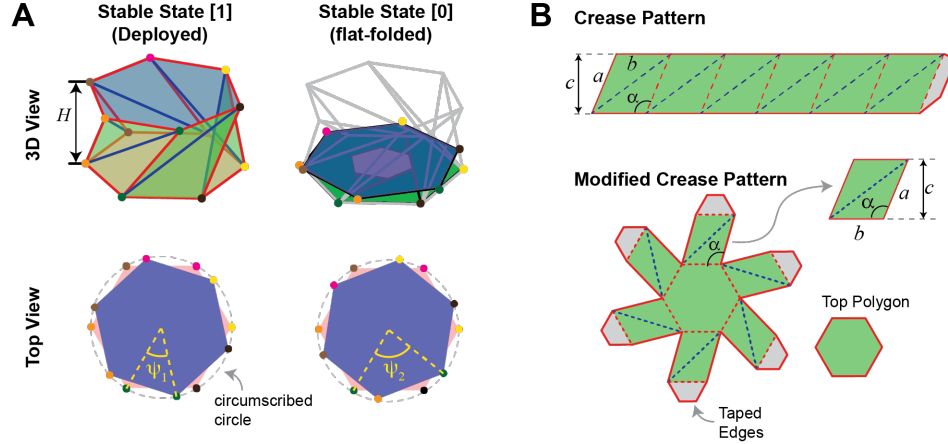 A
Stable State [1]
(Deployed)
Stable State [0]
(flat-folded)
3D View
H
Top View
ψ1
ψ2
circumscribed
circle
B
Crease Pattern
c
a
b
α
Modified Crease Pattern
α
α
a
c
b
Top Polygon
Taped
Edges